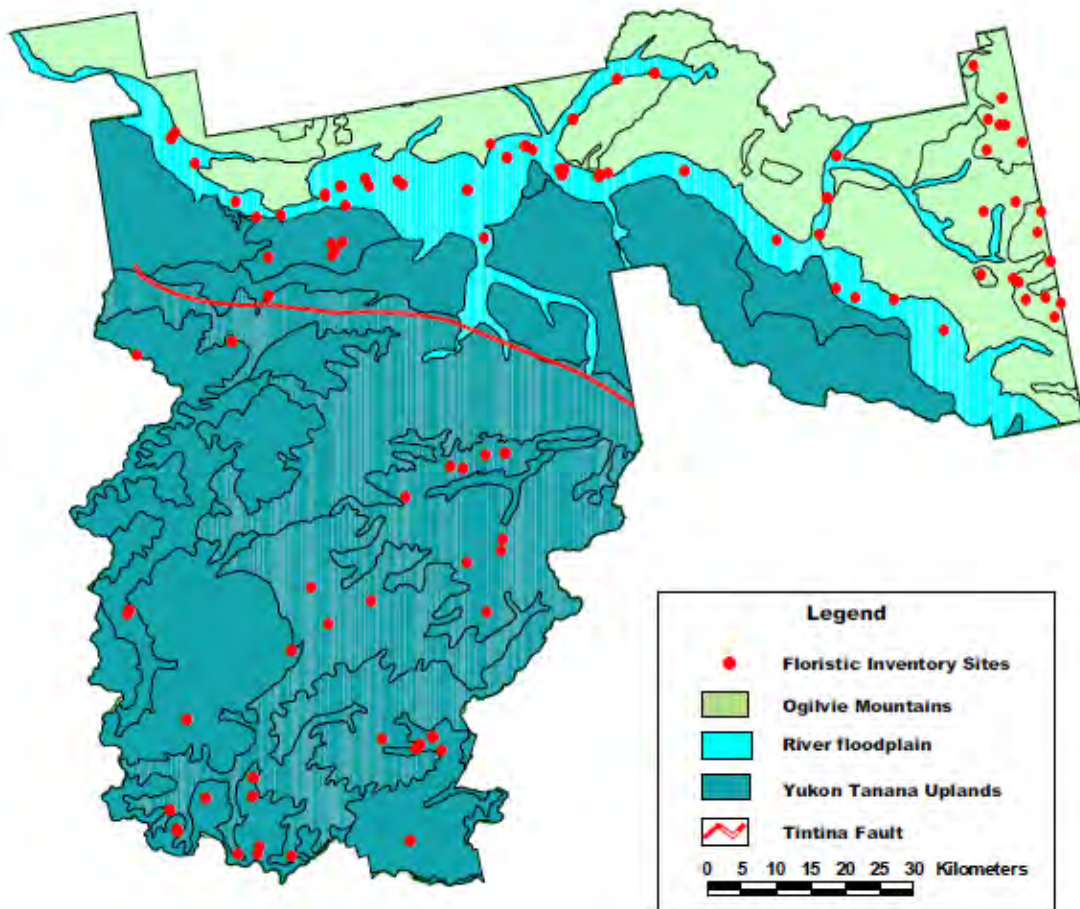 Legend
Floristic Inventory Sites
Ogilvie Mountains
River floodplain
Yukon Tanana Uplands
Tintina Fault
0 5 10 15 20 25 30 Kilometers